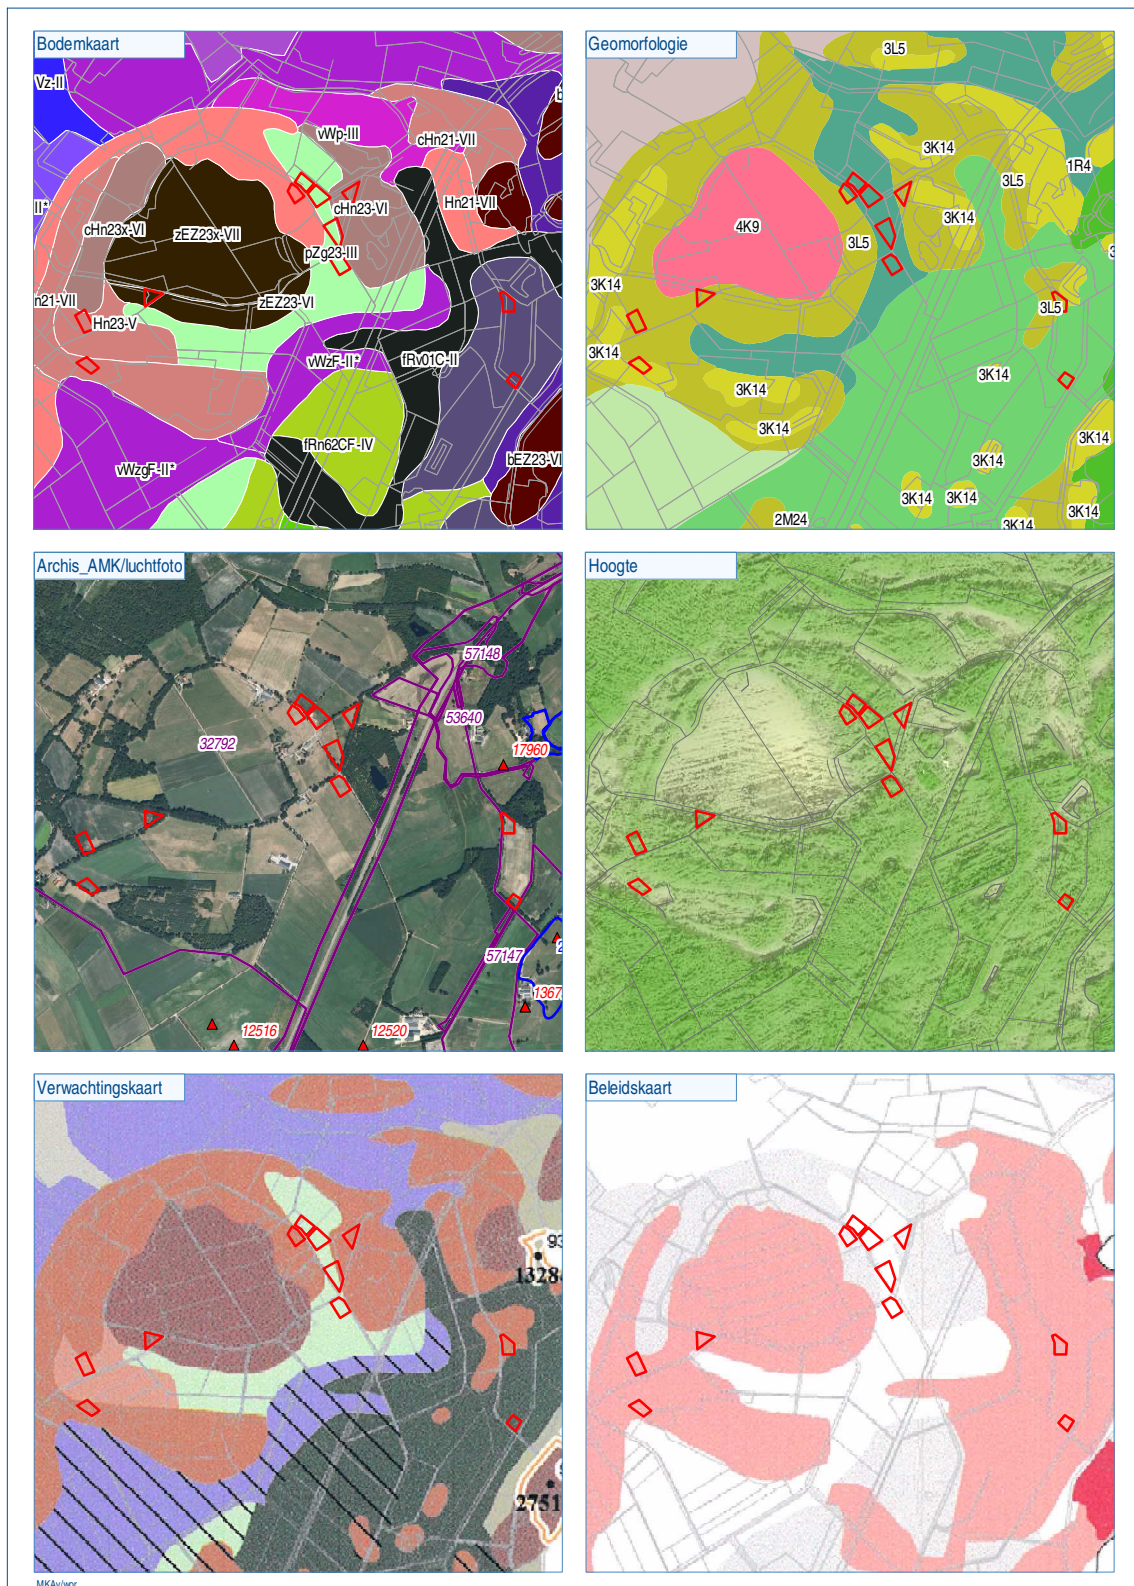 Bodemkaart
Vz-II
vWp-III
cHn21-VII
II*
cHn23x-VI
zEZ23x-VII
cHn23-VI
Hn21-VII
pZg23-III
n21-VII
zEZ23-VI
Hn23-V
vWzF-II*
fRv01C-II
fRn62CF-IV
vWzgF-II*
bEZ23-VI
Geomorfologie
3L5
3K14
1R4
3L5
3K14
4K9
3L5
3K14
3L5
3K14
3K14
3K14
3K14
3K14
3K14
3K14
3K14
3K14
3K14
2M24
3K14
Archis_AMK/luchtfoto
57148
53640
32792
17960
57147
1367
12516
12520
Hoogte
Verwachtingskaart
93
1328
2751
Beleidskaart